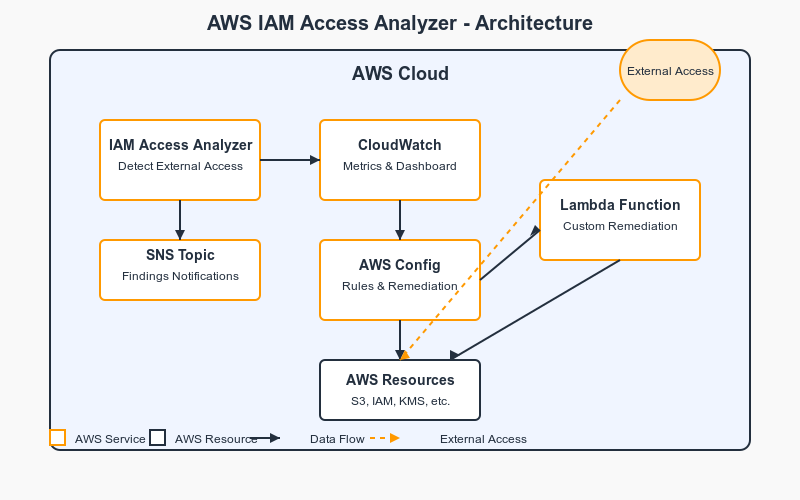 AWS IAM Access Analyzer - Architecture
AWS Cloud
External Access
IAM Access Analyzer
Detect External Access
CloudWatch
Metrics & Dashboard
Lambda Function
Custom Remediation
SNS Topic
Findings Notifications
AWS Config
Rules & Remediation
AWS Resources
S3, IAM, KMS, etc.
AWS Service
AWS Resource
Data Flow
External Access